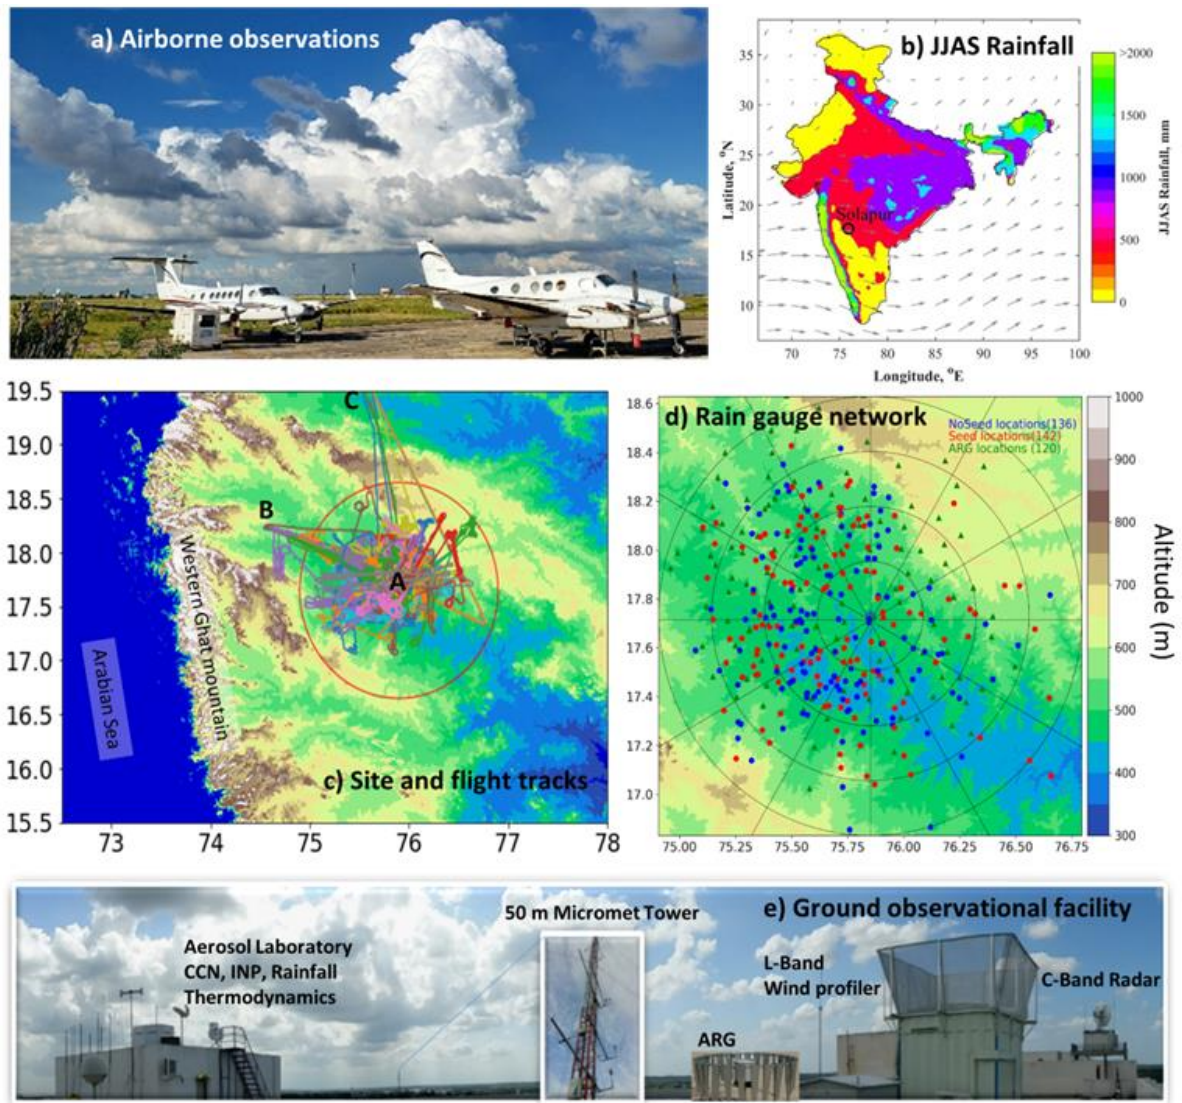 a) Airborne observations
b) JJAS Rainfall
35
30
25
20
15
10
Latitude, °N
Solapur
70 75 80 85 90 95 100
Longitude, °E
>2000
1500
1000
500
0
JJAS Rainfall, mm
19.5
19.0
18.5
18.0
17.5
17.0
16.5
16.0
15.5
C
B
A
Western Ghat mountain
Arabian Sea
c) Site and flight tracks
73 74 75 76 77 78
d) Rain gauge network
NoSeed locations(136)
Seed locations(142)
ARG locations (120)
18.6
18.4
18.2
18.0
17.8
17.6
17.4
17.2
17.0
75.00 75.25 75.50 75.75 76.00 76.25 76.50 76.75
1000
900
800
700
600
500
400
300
Altitude (m)
e) Ground observational facility
50 m Micromet Tower
Aerosol Laboratory
CCN, INP, Rainfall
Thermodynamics
L-Band
Wind profiler
C-Band Radar
ARG